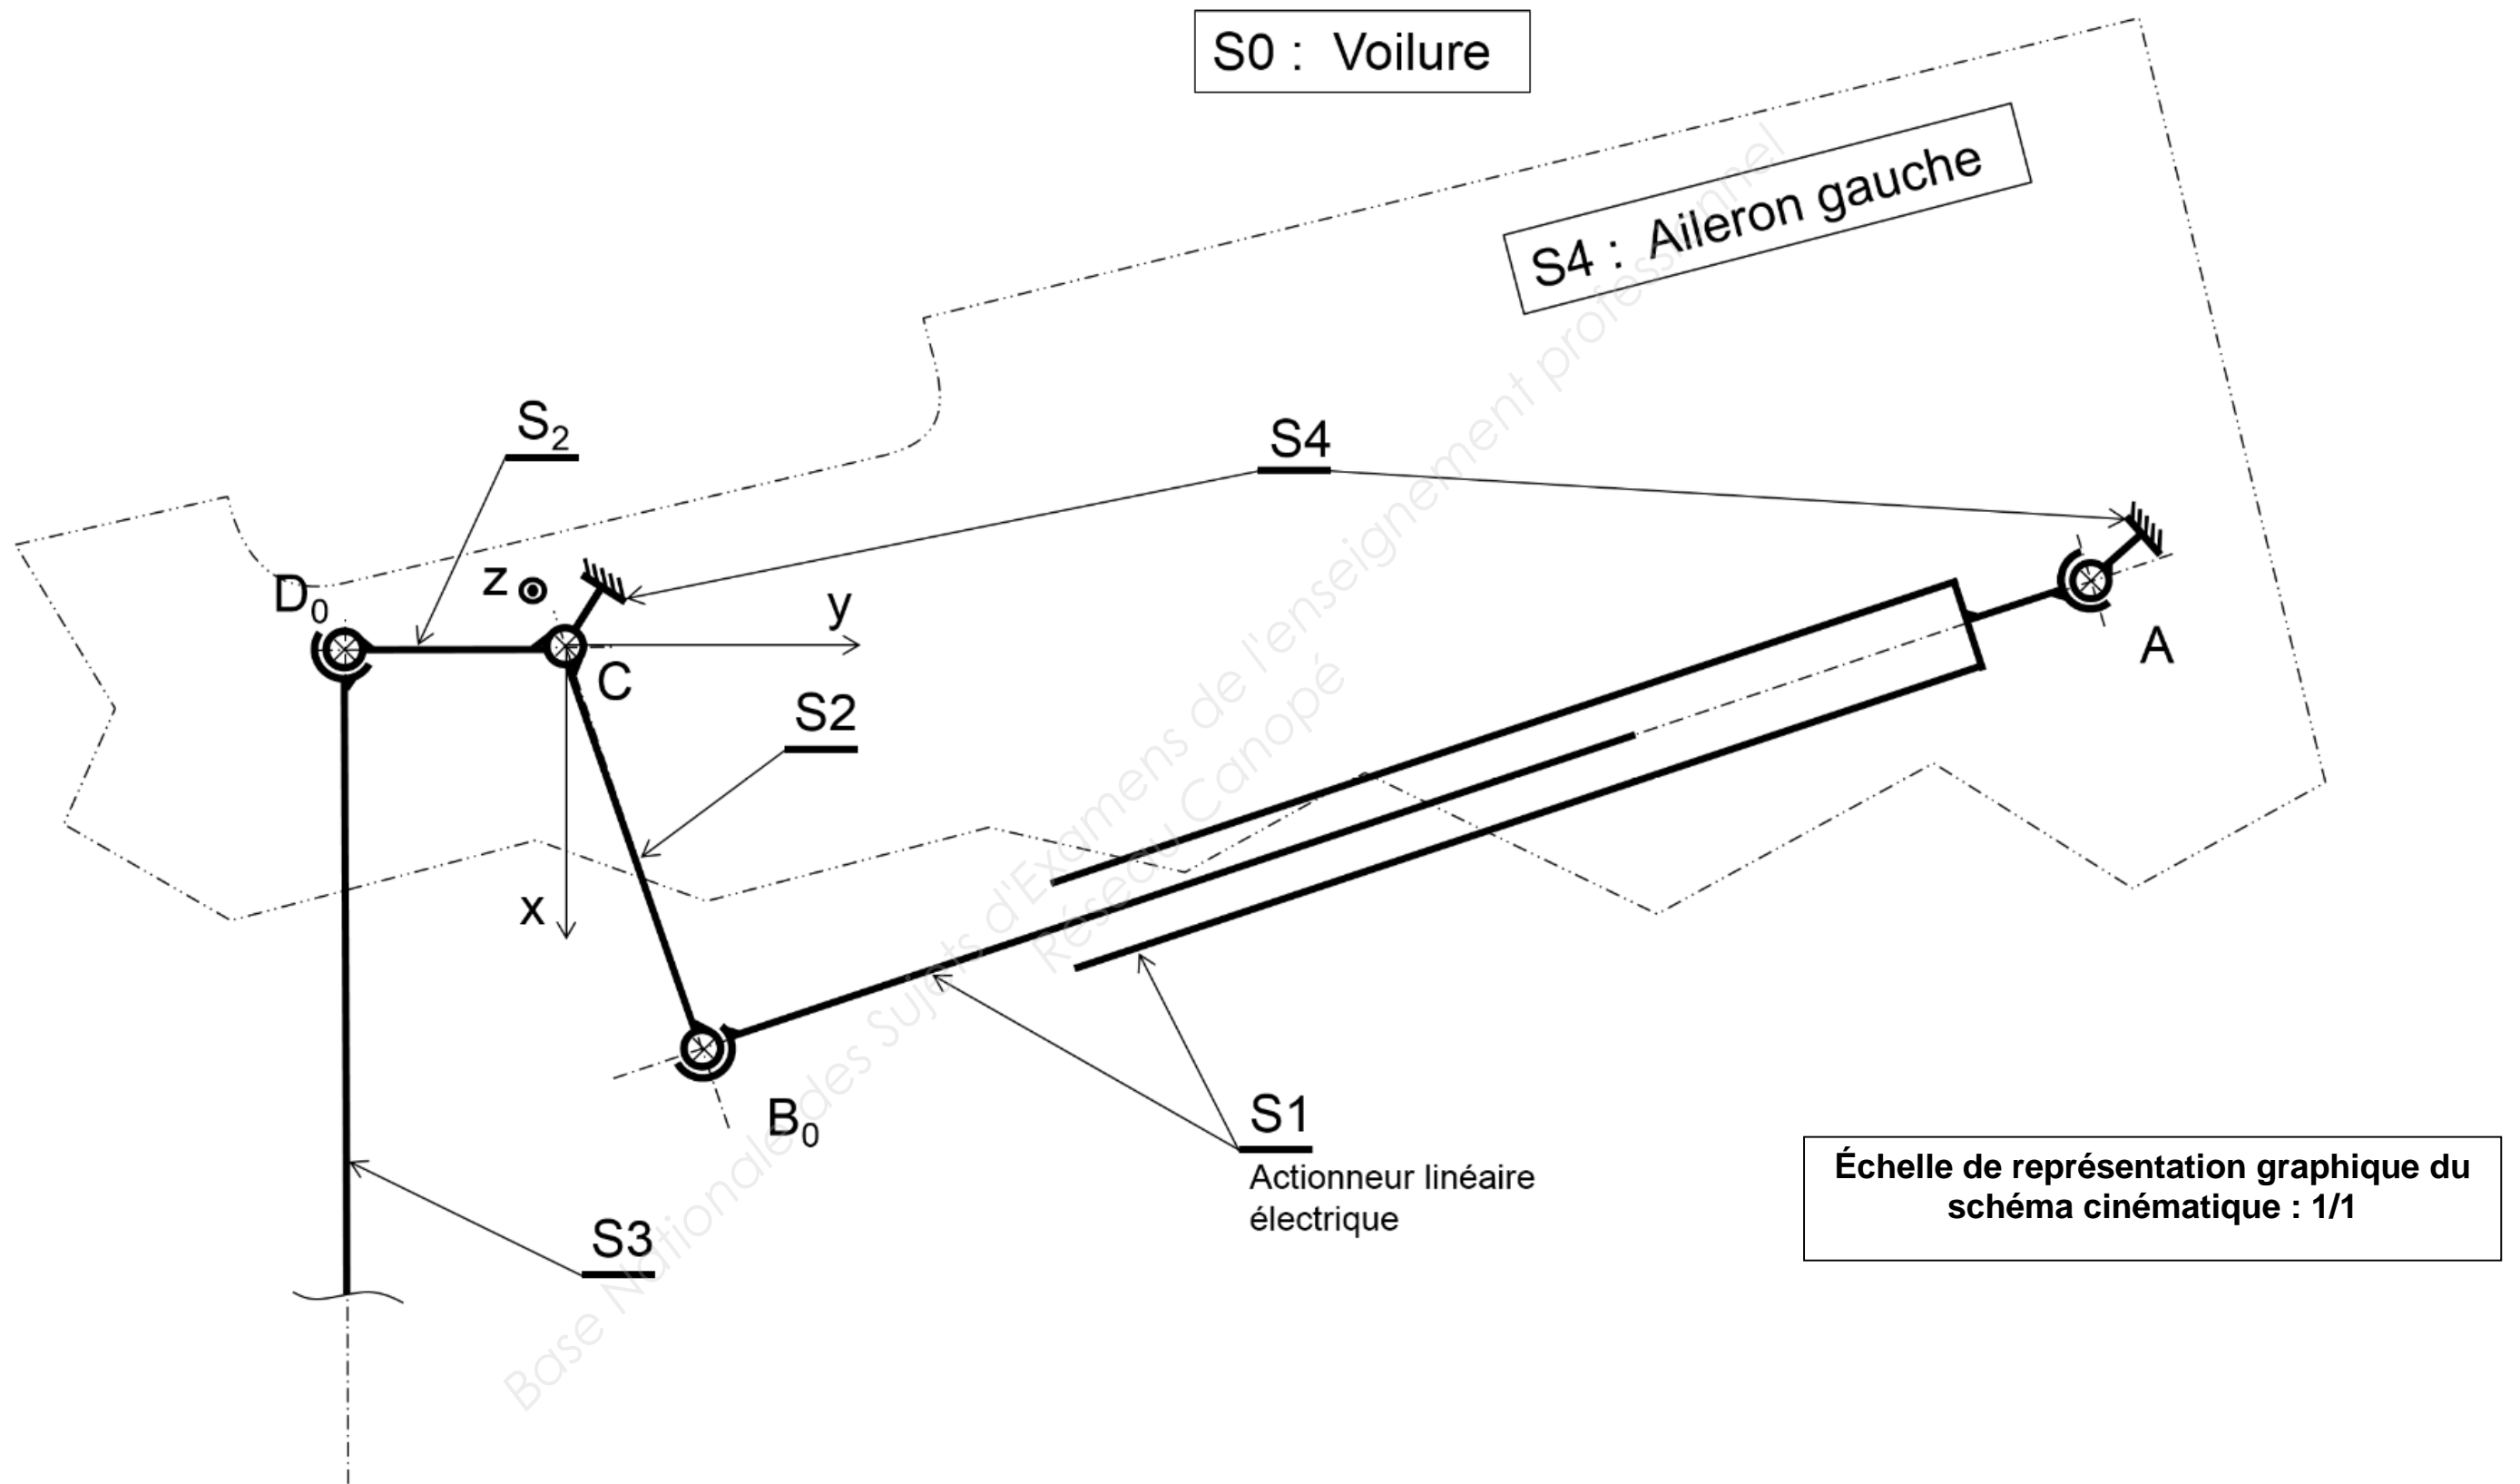 S0 : Voilure
S4 : Aileron gauche
S₂
S4
D₀
z
y
C
A
S2
x
B₀
S1
Actionneur linéaire
électrique
S3
Échelle de représentation graphique du
schéma cinématique : 1/1
Base Nationale des Sujets d'Examens de l'enseignement professionnel
Réseau Canopé